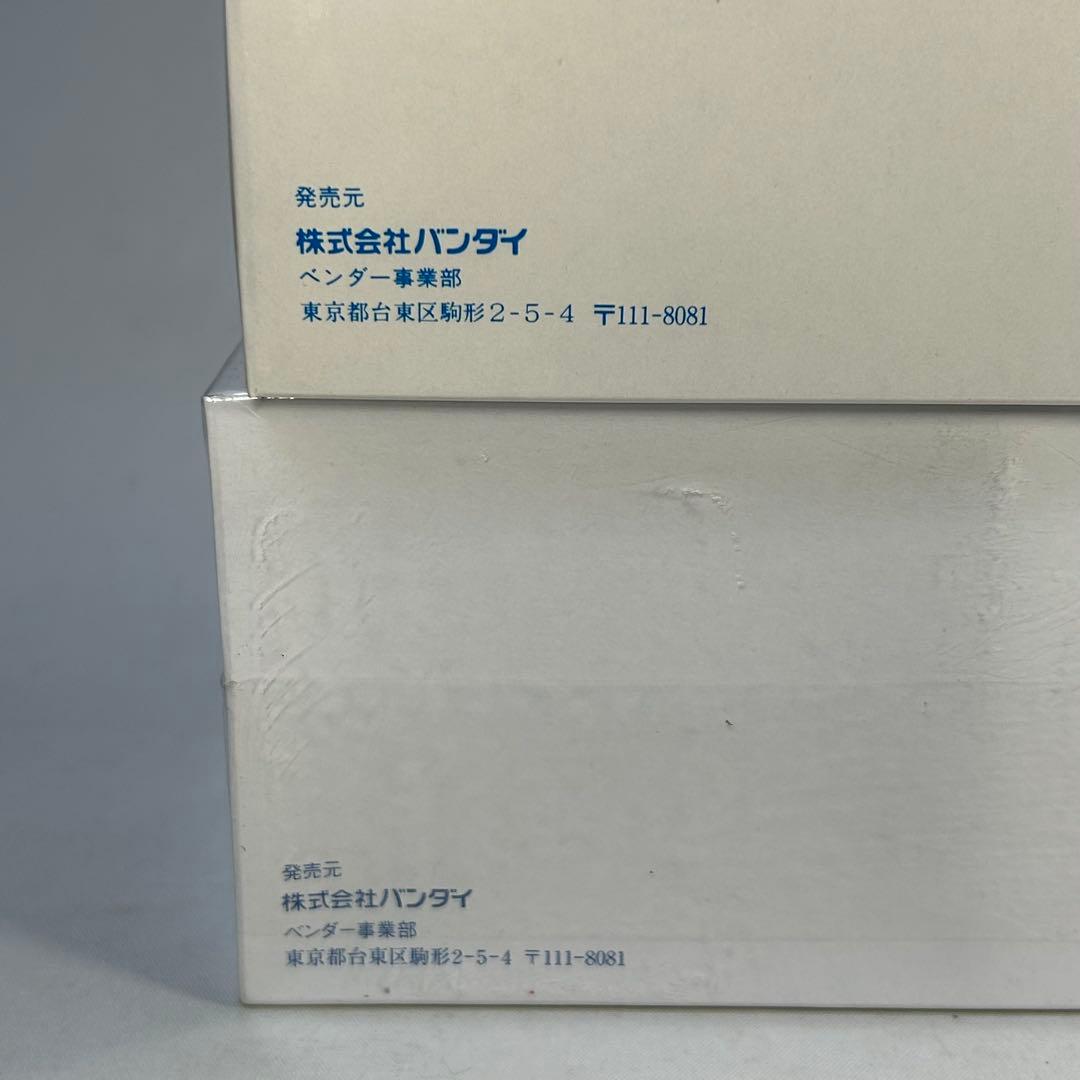 発売元
株式会社バンダイ
ベンダー事業部
東京都台東区駒形2-5-4 〒111-8081
発売元
株式会社バンダイ
ベンダー事業部
東京都台東区駒形2-5-4 〒111-8081